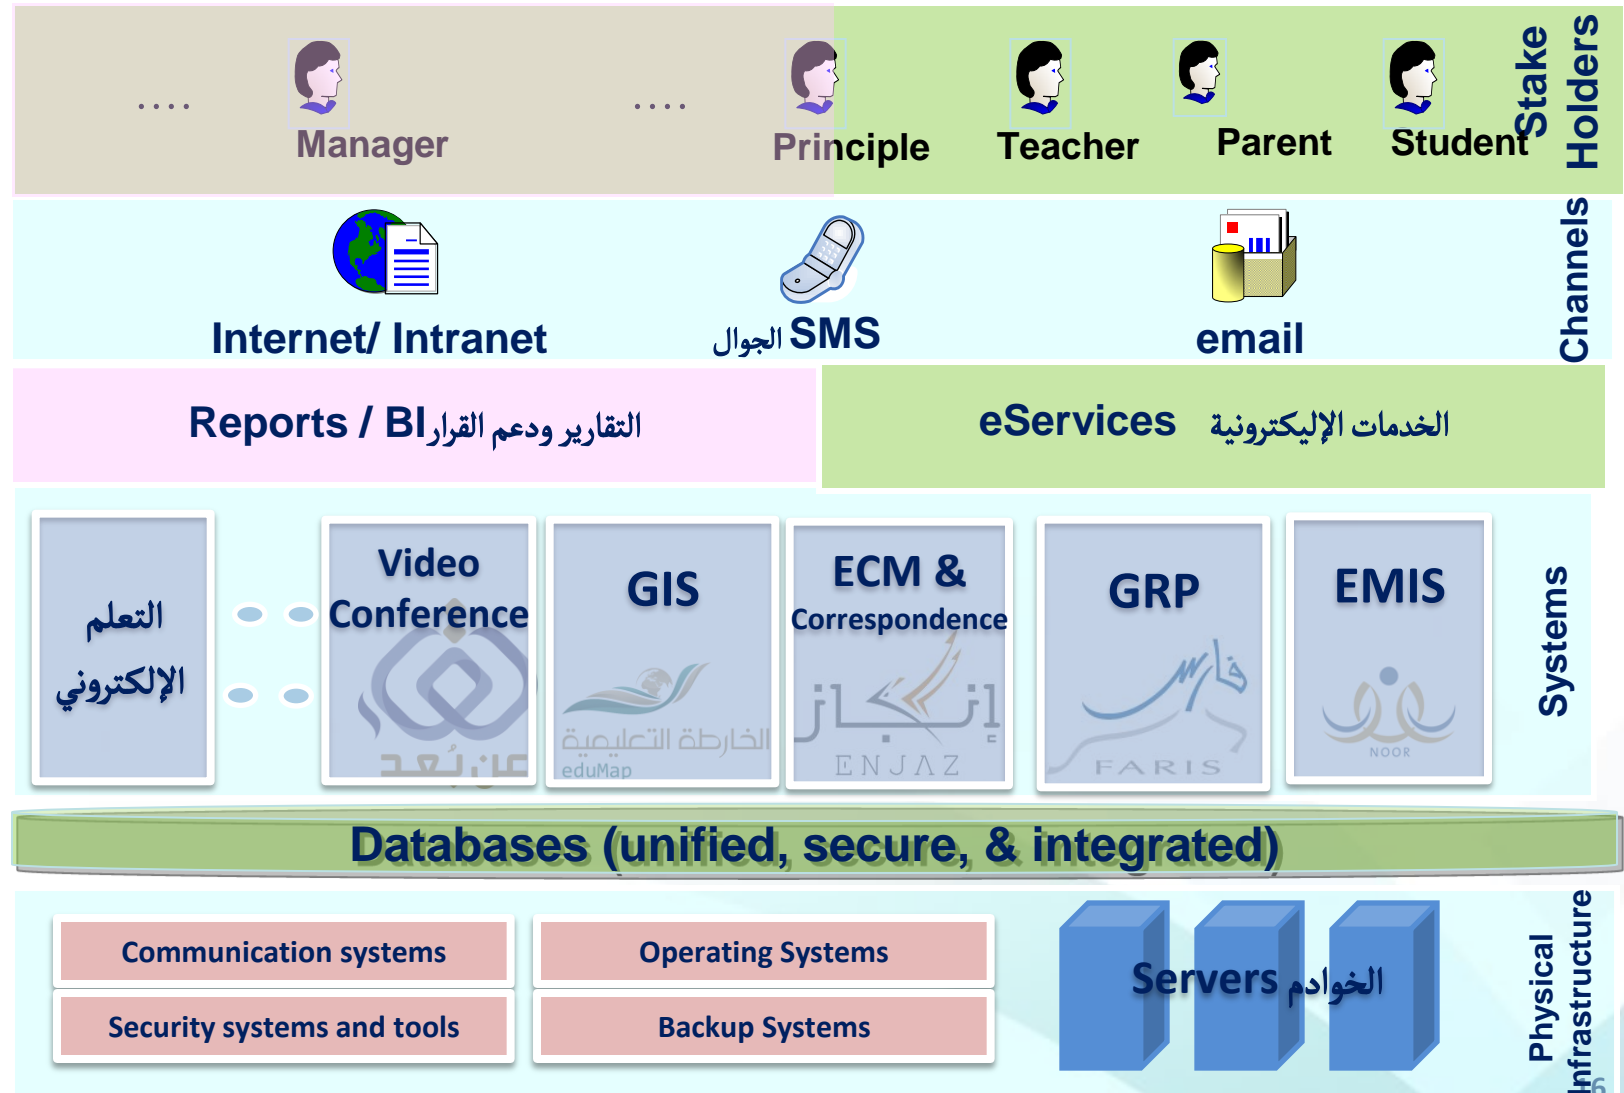 Stake
Holders
....
Manager
....
Principle
Teacher
Parent
Student
Channels
Internet/ Intranet
SMS الجوال
email
Reports / BI التقارير ودعم القرار
eServices الخدمات الإليكترونية
Systems
التعلم
الإلكتروني
Video
Conference
عن بُعد
GIS
الخارطة التعليمية
eduMap
ECM &
Correspondence
إنجاز
ENJAZ
GRP
فارس
FARIS
EMIS
NOOR
Databases (unified, secure, & integrated)
Physical
Infrastructure
Communication systems
Operating Systems
Security systems and tools
Backup Systems
Servers الخوادم